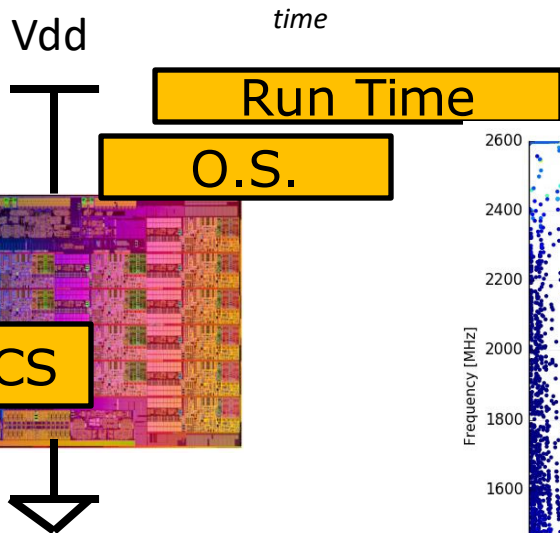 time
Vdd
Run Time
O.S.
CS
Frequency [MHz]
2600
2400
2200
2000
1800
1600